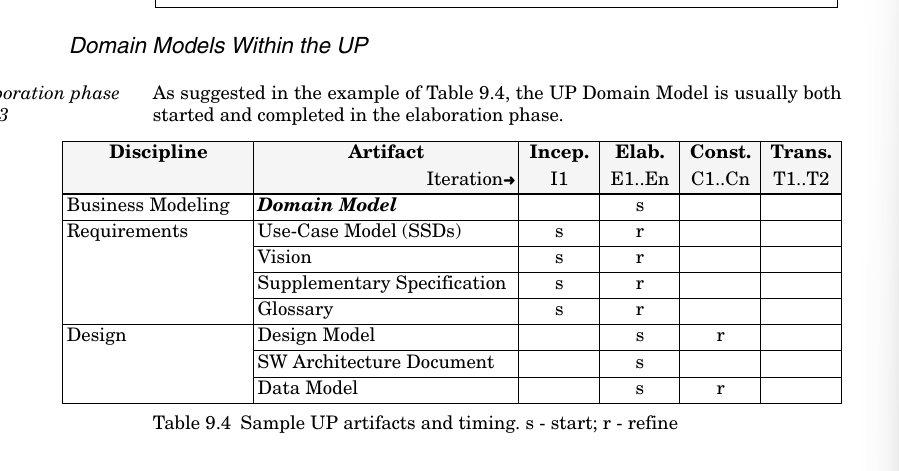 Domain Models Within the UP
oration phase
3
As suggested in the example of Table 9.4, the UP Domain Model is usually both
started and completed in the elaboration phase.
Discipline Artifact Incep. Elab. Const. Trans.
Iteration➔ I1 E1..En C1..Cn T1..T2
Business Modeling Domain Model s
Requirements Use-Case Model (SSDs) s r
Vision s r
Supplementary Specification s r
Glossary s r
Design Design Model s r
SW Architecture Document s
Data Model s r
Table 9.4 Sample UP artifacts and timing. s - start; r - refine